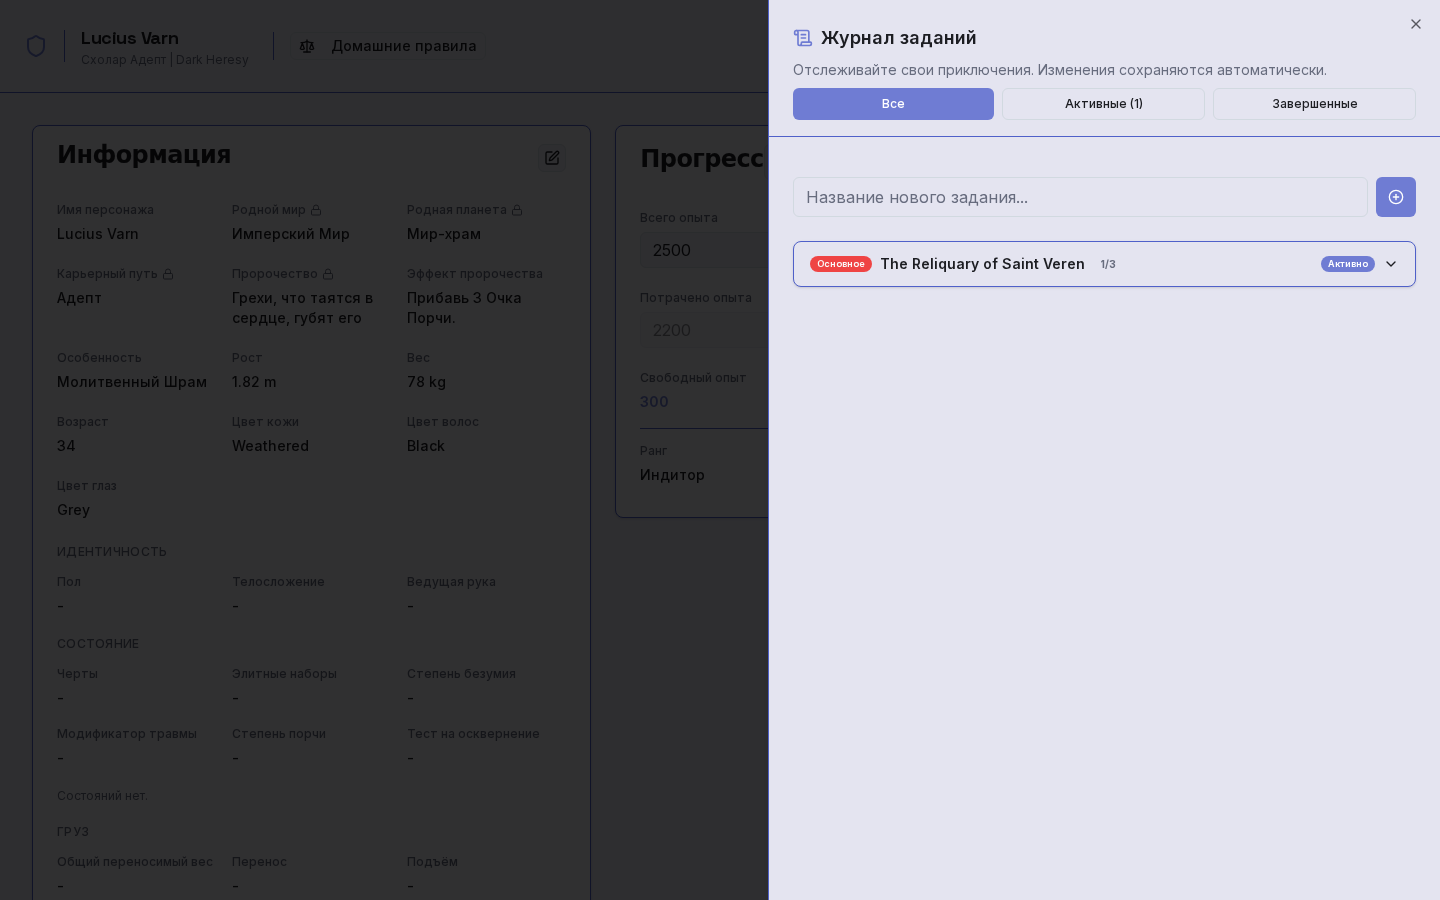 Lucius Varn
Схолар Адепт | Dark Heresy
Домашние правила
Информация
Имя персонажа
Родной мир
Родная планета
Lucius Varn
Имперский Мир
Мир-храм
Карьерный путь
Пророчество
Эффект пророчества
Адепт
Грехи, что таятся в
сердце, губят его
Прибавь 3 Очка
Порчи.
Особенность
Рост
Вес
Молитвенный Шрам
1.82 m
78 kg
Возраст
Цвет кожи
Цвет волос
34
Weathered
Black
Цвет глаз
Grey
ИДЕНТИЧНОСТЬ
Пол
Телосложение
Ведущая рука
-
-
-
СОСТОЯНИЕ
Черты
Элитные наборы
Степень безумия
-
-
-
Модификатор травмы
Степень порчи
Тест на осквернение
-
-
-
Состояний нет.
ГРУЗ
Общий переносимый вес
Перенос
Подъём
-
-
-
Прогресс
Всего опыта
2500
Потрачено опыта
2200
Свободный опыт
300
Ранг
Индитор
Журнал заданий
Отслеживайте свои приключения. Изменения сохраняются автоматически.
Все
Активные (1)
Завершенные
Название нового задания...
Основное
The Reliquary of Saint Veren
1/3
Активно